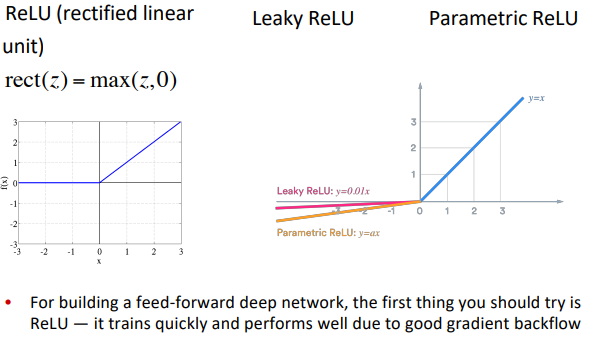 ReLU (rectified linear
unit)
Leaky ReLU
Parametric ReLU
rect(z) = max(z,0)
3
2
1
0
-1
-2
-3
-3 -2 -1 0 1 2 3
f(x)
x
y=x
3
2
1
Leaky ReLU: y=0.01x
-3 -2 -1 0 1 2 3
Parametric ReLU: y=ax
• For building a feed-forward deep network, the first thing you should try is
ReLU — it trains quickly and performs well due to good gradient backflow